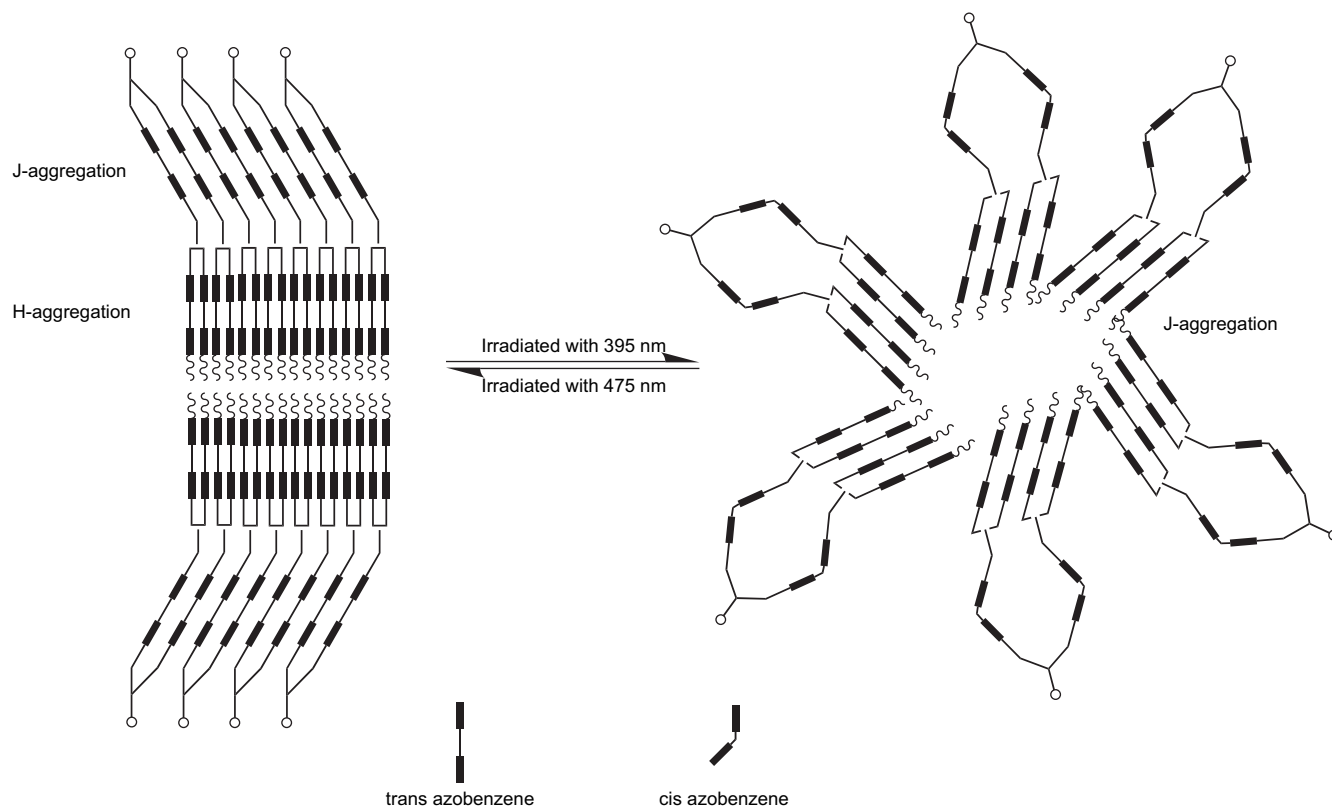 J-aggregation
H-aggregation
Irradiated with 395 nm
Irradiated with 475 nm
J-aggregation
trans azobenzene
cis azobenzene